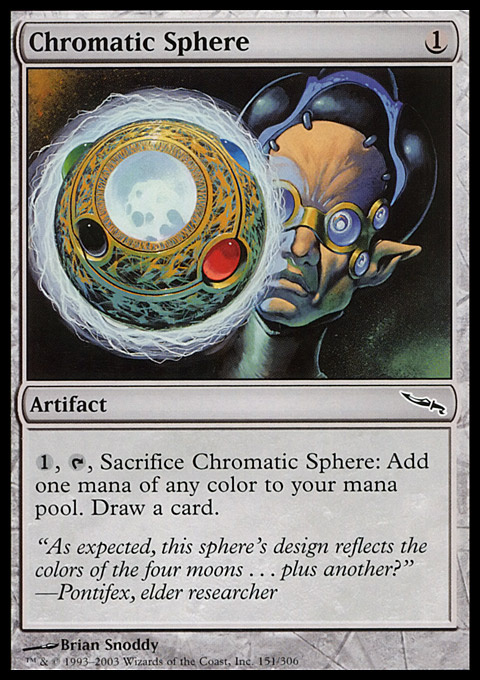 Chromatic Sphere 1
Artifact
1, , Sacrifice Chromatic Sphere: Add
one mana of any color to your mana
pool. Draw a card.
“As expected, this sphere’s design reflects the
colors of the four moons . . . plus another?”
—Pontifex, elder researcher
Brian Snoddy
™ & © 1993–2003 Wizards of the Coast, Inc. 151/306